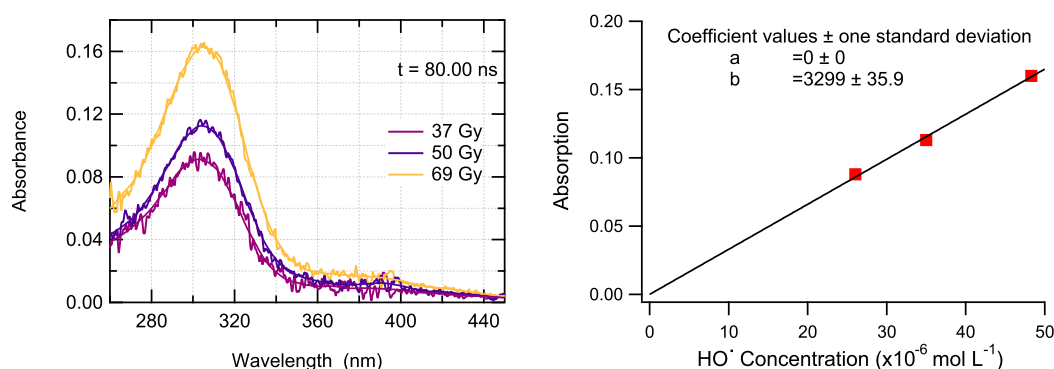 0.16
0.12
0.08
0.04
0.00
Absorbance
t = 80.00 ns
37 Gy
50 Gy
69 Gy
280
320
360
400
440
Wavelength (nm)
0.20
0.15
0.10
0.05
0.00
Absorption
Coefficient values ± one standard deviation
a =0 ± 0
b =3299 ± 35.9
0
10
20
30
40
50
HO˙ Concentration (x10⁻⁶ mol L⁻¹)